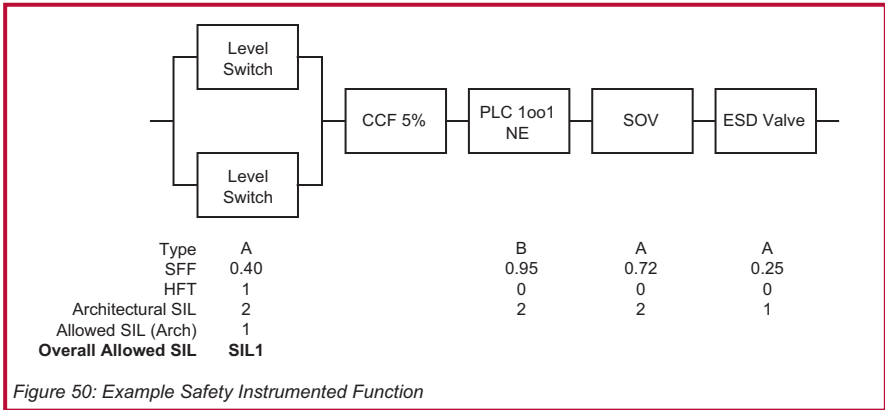 Level
Switch
CCF 5%
PLC 1oo1
NE
SOV
ESD Valve
Level
Switch
Type A B A A
SFF 0.40 0.95 0.72 0.25
HFT 1 0 0 0
Architectural SIL 2 2 2 1
Allowed SIL (Arch) 1
Overall Allowed SIL SIL1
Figure 50: Example Safety Instrumented Function